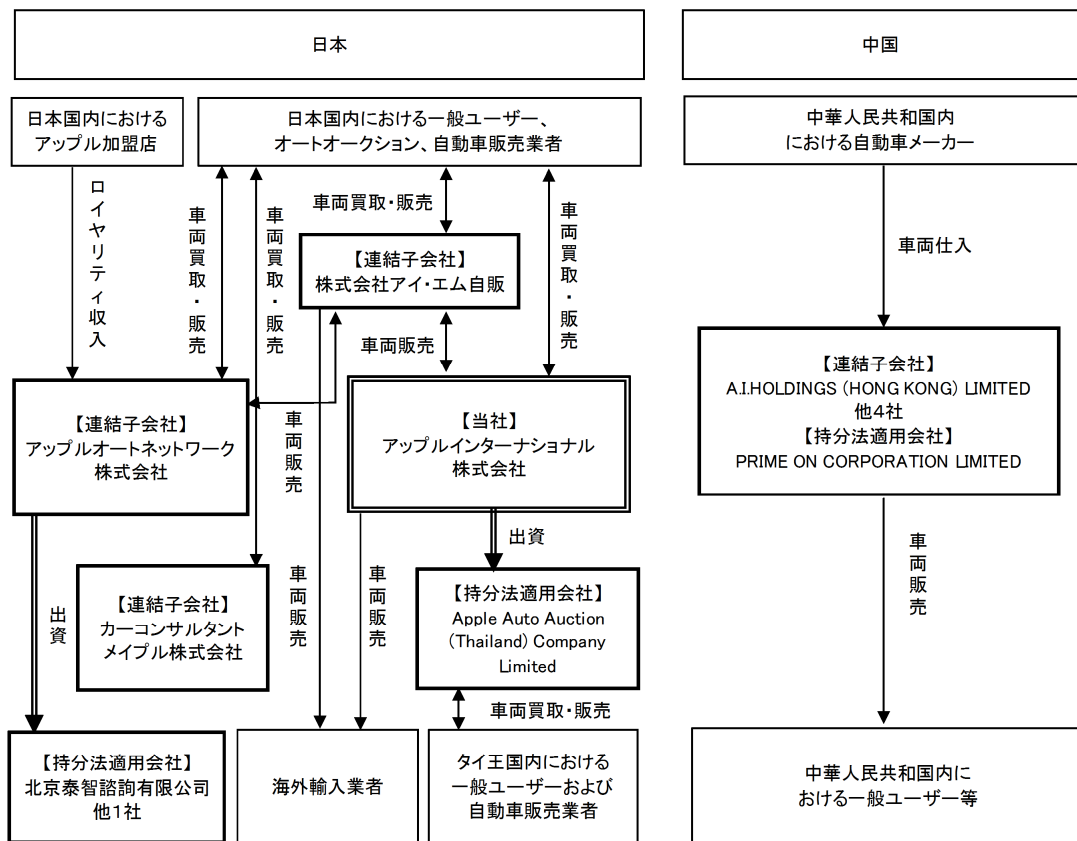 日本
中国
日本国内における
アップル加盟店
日本国内における一般ユーザー、
オートオークション、自動車販売業者
中華人民共和国内
における自動車メーカー
ロイヤリティ収入
車両買取・販売
車両買取・販売
車両買取・販売
車両買取・販売
車両仕入
【連結子会社】
株式会社アイ・エム自販
車両販売
【連結子会社】
アップルオートネットワーク
株式会社
車両販売
【当社】
アップルインターナショナル
株式会社
【連結子会社】
A.I.HOLDINGS (HONG KONG) LIMITED
他4社
【持分法適用会社】
PRIME ON CORPORATION LIMITED
出資
出資
【連結子会社】
カーコンサルタント
メイプル株式会社
車両販売
車両販売
【持分法適用会社】
Apple Auto Auction
(Thailand) Company
Limited
車両販売
車両買取・販売
【持分法適用会社】
北京泰智諮詢有限公司
他1社
海外輸入業者
タイ王国内における
一般ユーザーおよび
自動車販売業者
中華人民共和国内に
おける一般ユーザー等